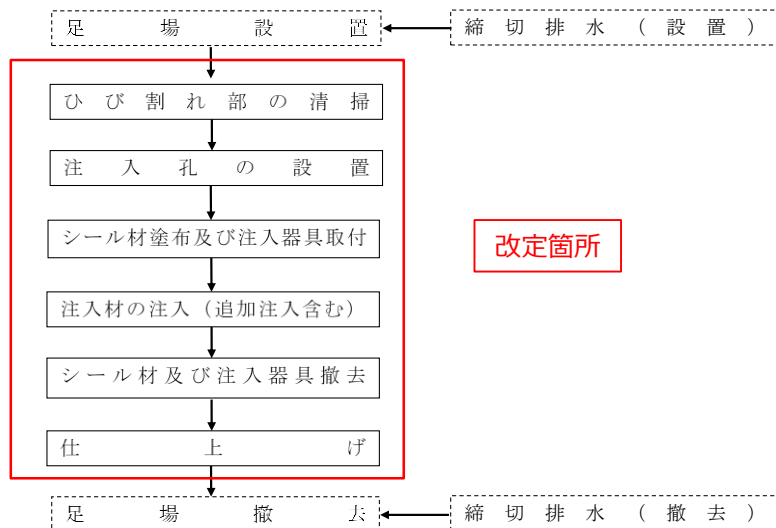 足場設置
締切排水（設置）
ひび割れ部の清掃
注入孔の設置
シール材塗布及び注入器具取付
改定箇所
注入材の注入（追加注入含む）
シール材及び注入器具撤去
仕上げ
足場撤去
締切排水（撤去）